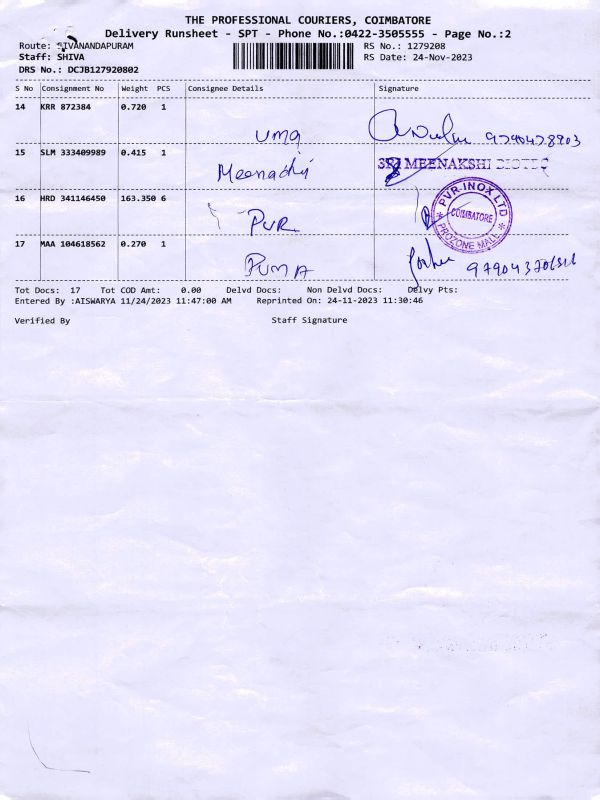 THE PROFESSIONAL COURIERS, COIMBATORE
Delivery Runsheet - SPT - Phone No.:0422-3505555 - Page No.:2
Route: SIVANANDAPURAM RS No.: 1279208
Staff: SHIVA RS Date: 24-Nov-2023
DRS No.: DCJB127920802
S No Consignment No Weight PCS Consignee Details Signature
14 KRR 872384 0.720 1
Uma 9790478903
15 SLM 333409989 0.415 1 SRI MEENAKSHI
Meenachi
16 HRD 341146450 163.350 6
PVR INOX LTD
COIMBATORE
PROZONE MALL
PVR
17 MAA 104618562 0.270 1
PUMA
Tot Docs: 17 Tot COD Amt: 0.00 Delvd Docs: Non Delvd Docs: Delvy Pts:
Entered By :AISWARYA 11/24/2023 11:47:00 AM Reprinted On: 24-11-2023 11:30:46
Verified By Staff Signature